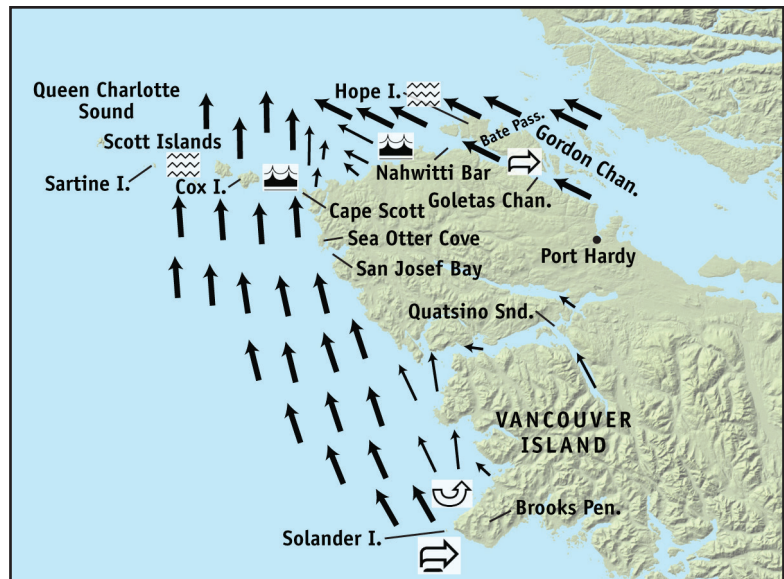 Queen Charlotte
Sound
Hope I.
Bate Pass.
Gordon Chan.
Scott Islands
Sartine I.
Cox I.
Nahwitti Bar
Goletas Chan.
Cape Scott
Sea Otter Cove
Port Hardy
San Josef Bay
Quatsino Snd.
VANCOUVER
ISLAND
Brooks Pen.
Solander I.